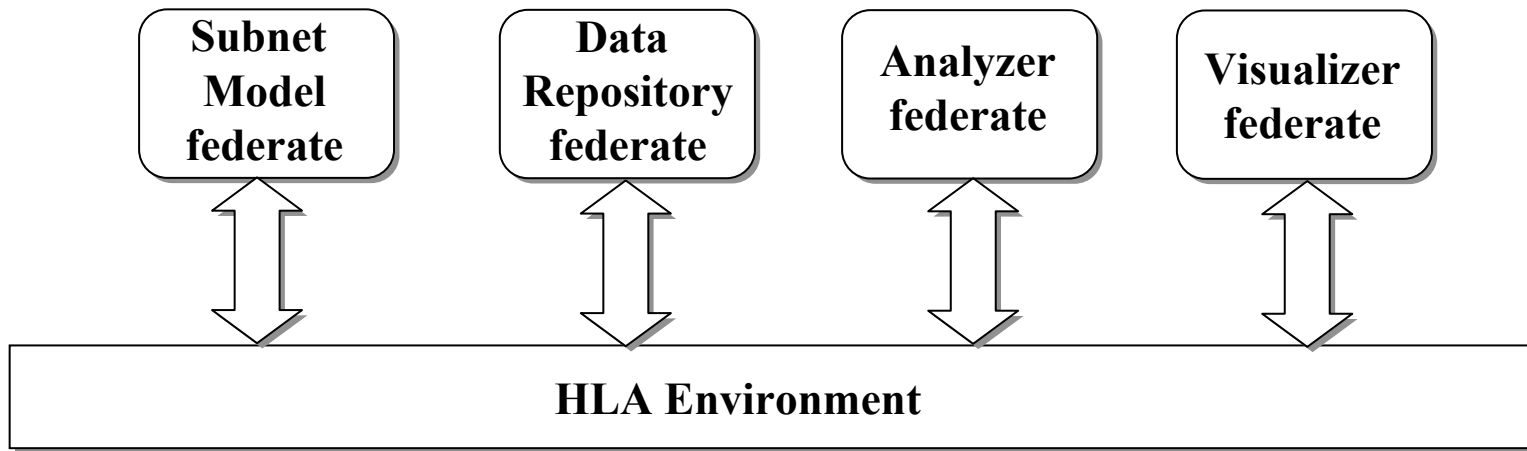 Subnet
Model
federate
Data
Repository
federate
Analyzer
federate
Visualizer
federate
HLA Environment